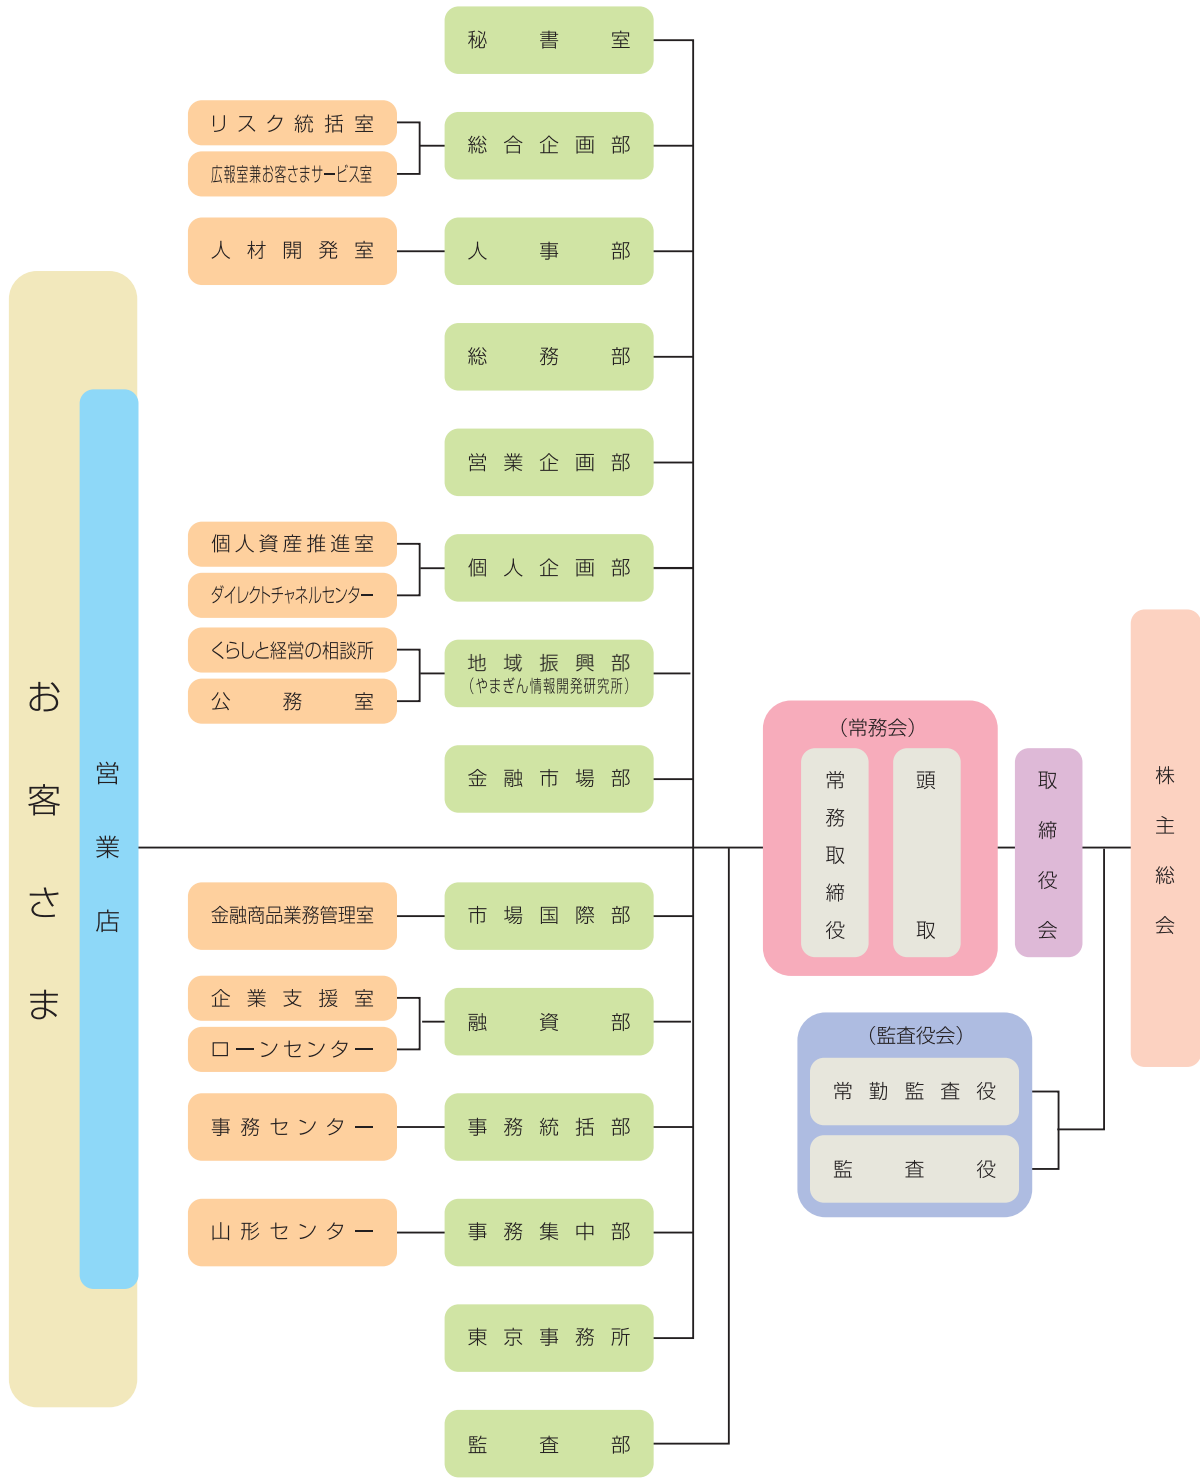 秘書室
リスク統括室
広報室兼お客さまサービス室
総合企画部
人材開発室
人事部
総務部
営業企画部
個人資産推進室
ダイレクトチャネルセンター
個人企画部
くらしと経営の相談所
公務室
地域振興部
（やまぎん情報開発研究所）
金融市場部
金融商品業務管理室
市場国際部
企業支援室
ローンセンター
融資部
事務センター
事務統括部
山形センター
事務集中部
東京事務所
監査部
お客さま
営業店
（常務会）
常務取締役
頭取
取締役会
株主総会
（監査役会）
常勤監査役
監査役